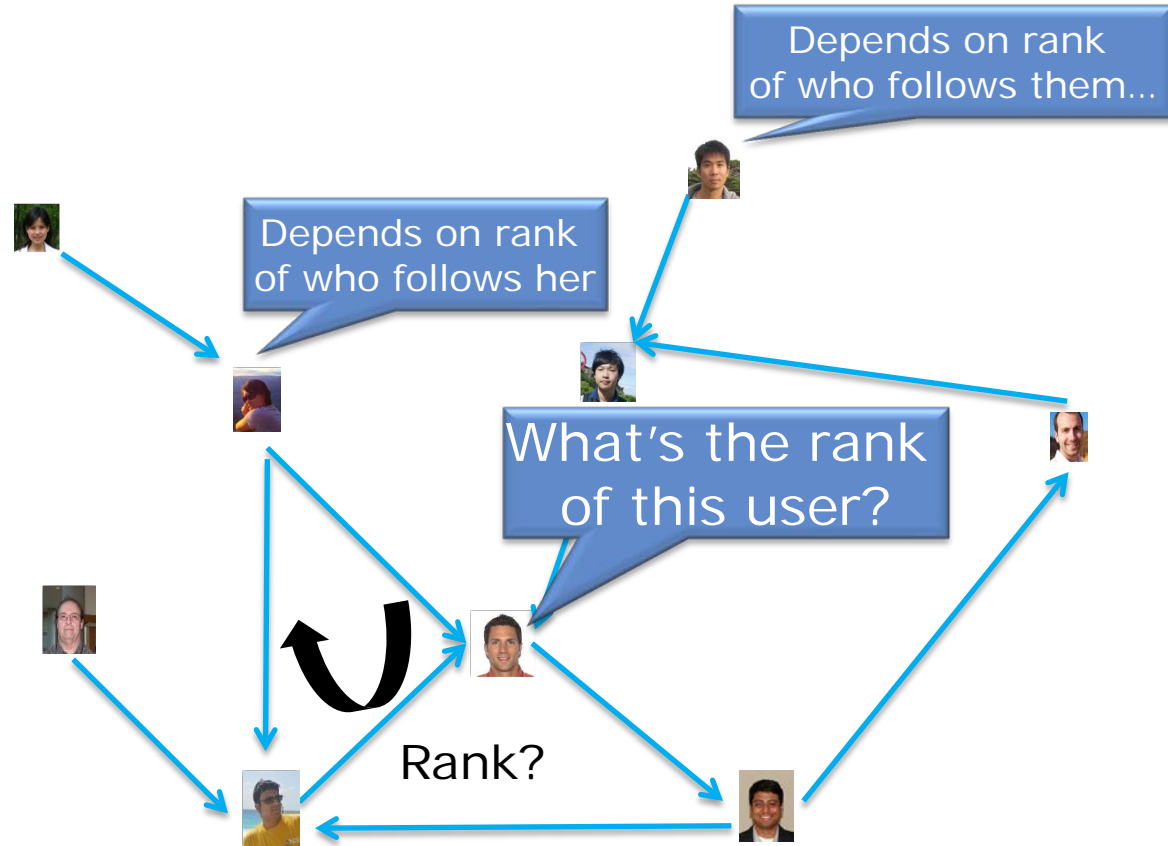 Depends on rank
of who follows them...
Depends on rank
of who follows her
What's the rank
of this user?
Rank?